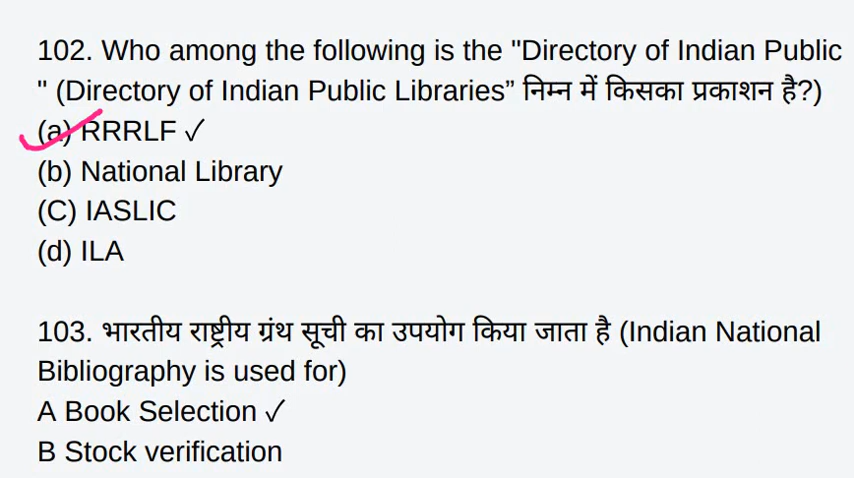 102. Who among the following is the "Directory of Indian Public
" (Directory of Indian Public Libraries” निम्न में किसका प्रकाशन है?)
(a) RRRLF ✓
(b) National Library
(C) IASLIC
(d) ILA
103. भारतीय राष्ट्रीय ग्रंथ सूची का उपयोग किया जाता है (Indian National
Bibliography is used for)
A Book Selection ✓
B Stock verification